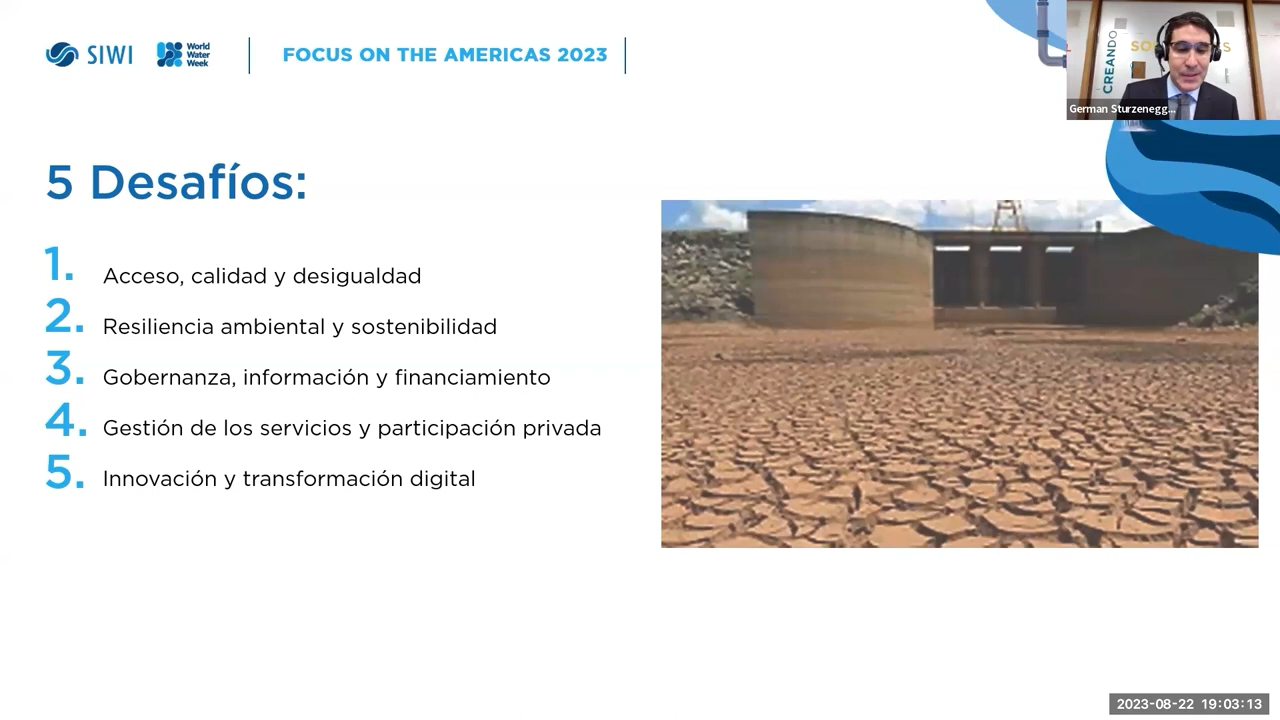 SIWI
World
Water
Week
FOCUS ON THE AMERICAS 2023
CREANDO
German Sturzenegg...
5 Desafíos:
1. Acceso, calidad y desigualdad
2. Resiliencia ambiental y sostenibilidad
3. Gobernanza, información y financiamiento
4. Gestión de los servicios y participación privada
5. Innovación y transformación digital
2023-08-22 19:03:13